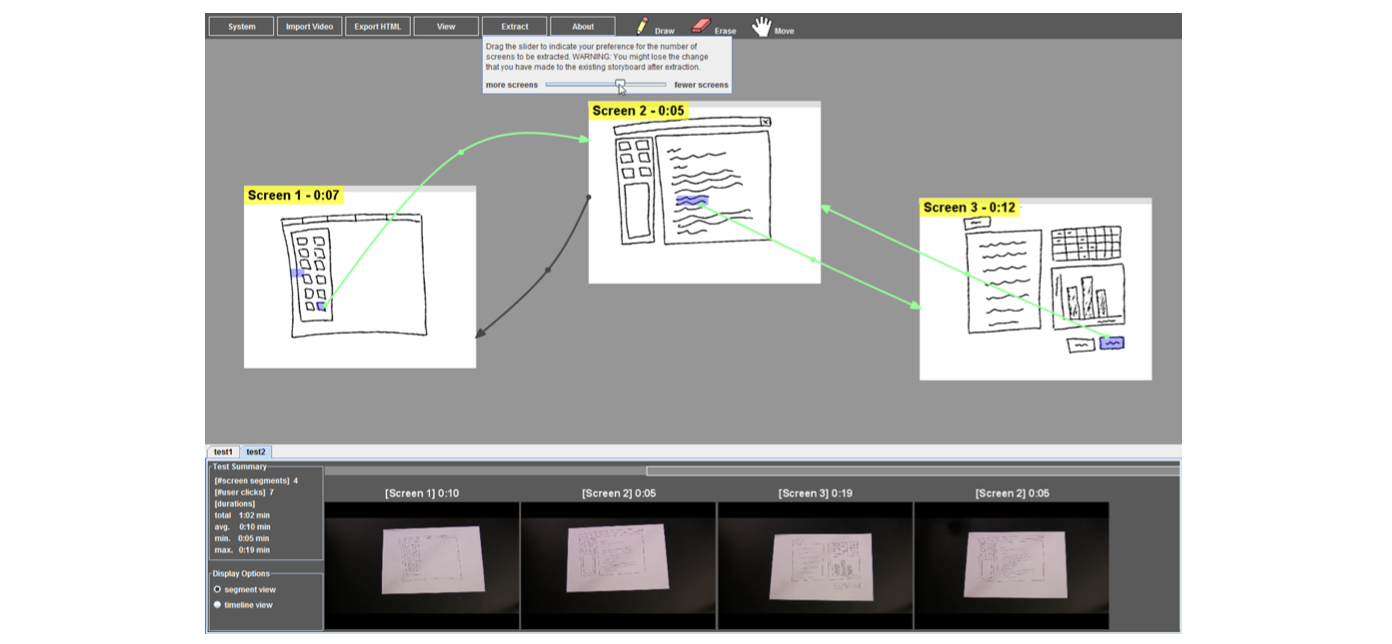 System Import Video Export HTML View Extract About Draw Erase Move
Drag the slider to indicate your preference for the number of
screens to be extracted. WARNING: You might lose the change
that you have made to the existing storyboard after extraction.
more screens fewer screens
Screen 2 - 0:05
Screen 1 - 0:07
Screen 3 - 0:12
test1 test2
Test Summary
[#screen segments] 4
[#user clicks] 7
[durations]
total 1:02 min
avg. 0:10 min
min. 0:05 min
max. 0:19 min
Display Options
segment view
timeline view
[Screen 1] 0:10
[Screen 2] 0:05
[Screen 3] 0:19
[Screen 2] 0:05